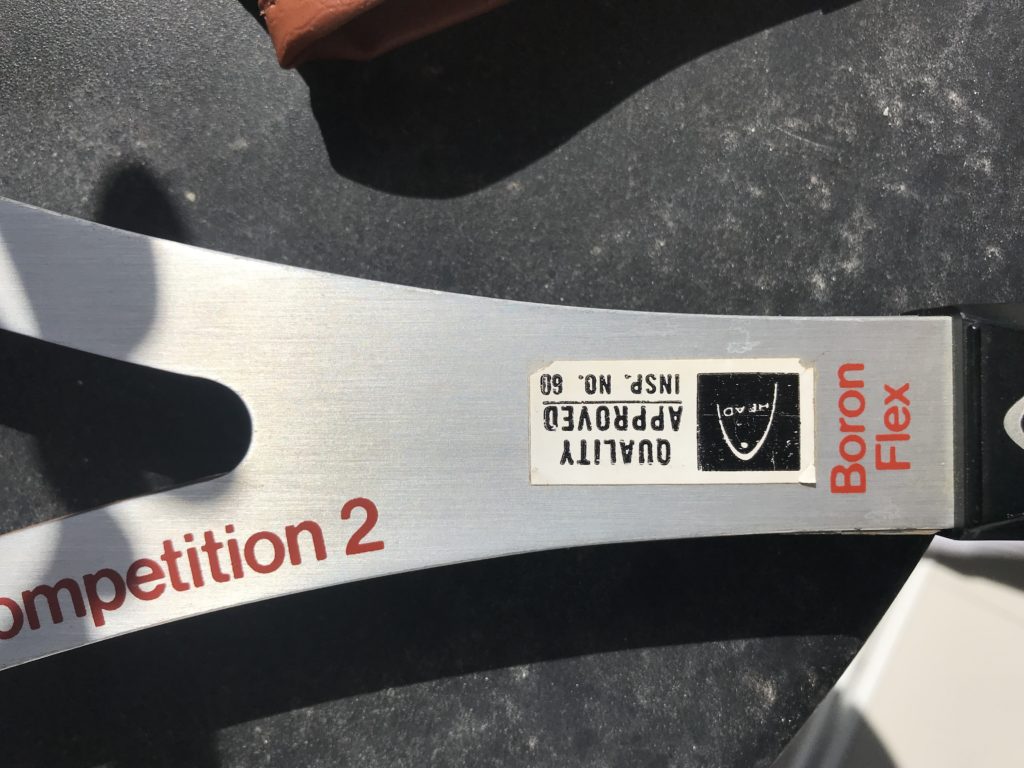 ompetition 2
QUALITY
APPROVED
INSP. NO. 60
HEAD
Boron
Flex